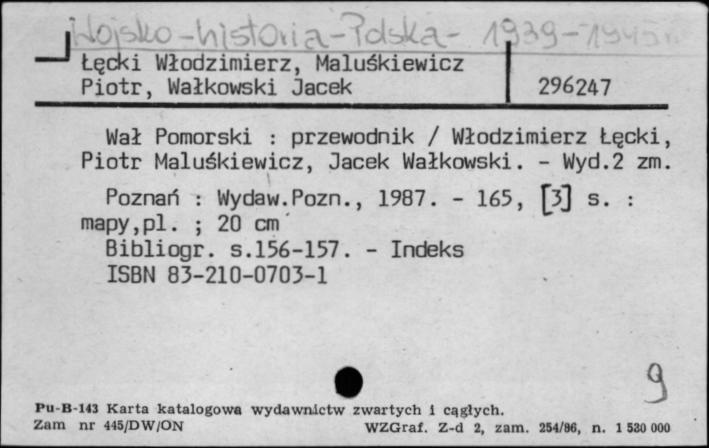 Wojsko - historia - Polska - 1939-1945 r.
Łęcki Włodzimierz, Maluśkiewicz
Piotr, Wałkowski Jacek 296247
Wał Pomorski : przewodnik / Włodzimierz Łęcki,
Piotr Maluśkiewicz, Jacek Wałkowski. - Wyd.2 zm.
Poznań : Wydaw.Pozn., 1987. - 165, [3] s. :
mapy,pl. ; 20 cm
Bibliogr. s.156-157. - Indeks
ISBN 83-210-0703-1
9
Pu-B-143 Karta katalogowa wydawnictw zwartych i cągłych.
Zam nr 445/DW/ON WZGraf. Z-d 2, zam. 254/86, n. 1 530 000